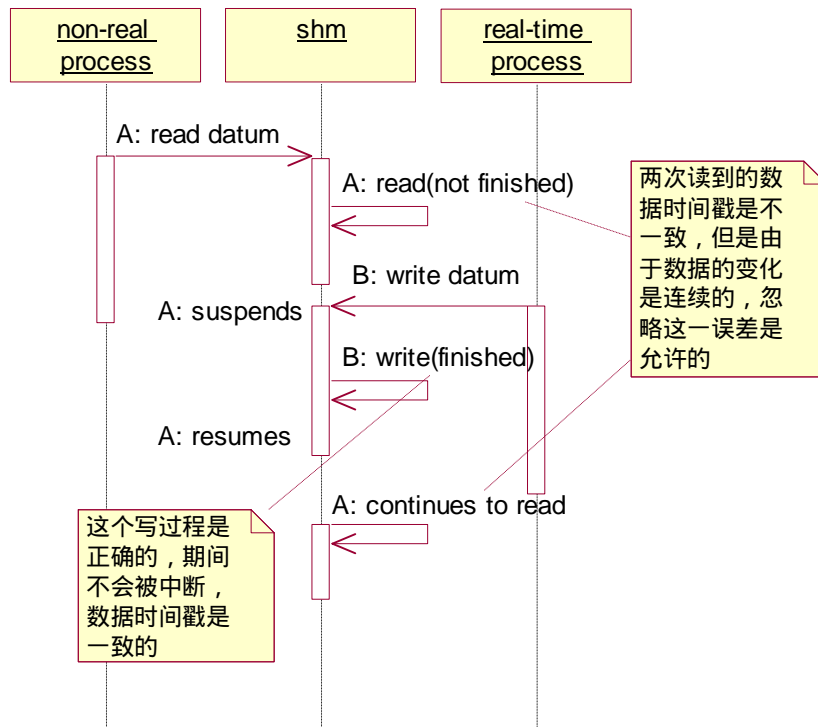 non-real
process
shm
real-time
process
A: read datum
A: read(not finished)
两次读到的数
据时间戳是不
一致，但是由
于数据的变化
是连续的，忽
略这一误差是
允许的
B: write datum
A: suspends
B: write(finished)
A: resumes
A: continues to read
这个写过程是
正确的，期间
不会被中断，
数据时间戳是
一致的